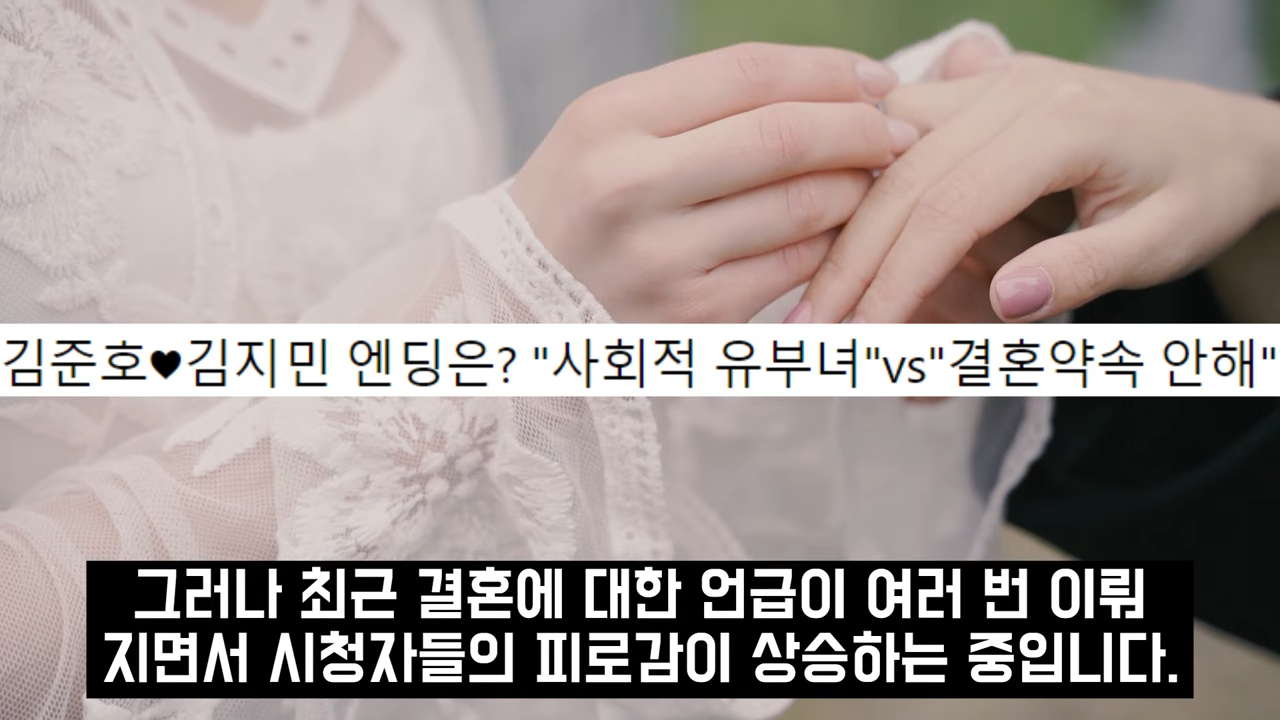 김준호♥김지민 엔딩은? "사회적 유부녀"vs"결혼약속 안해"
그러나 최근 결혼에 대한 언급이 여러 번 이뤄
지면서 시청자들의 피로감이 상승하는 중입니다.